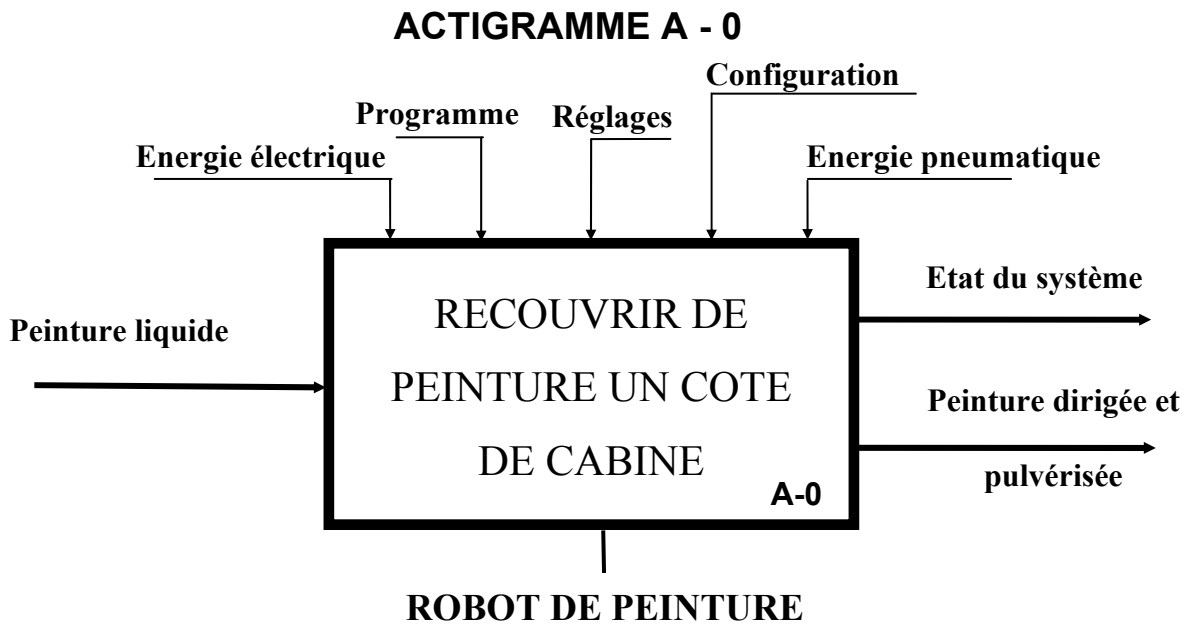 ACTIGRAMME A - 0
Configuration
Programme
Réglages
Energie électrique
Energie pneumatique
Etat du système
Peinture liquide
RECOUVRIR DE
PEINTURE UN COTE
DE CABINE
A-0
Peinture dirigée et
pulvérisée
ROBOT DE PEINTURE